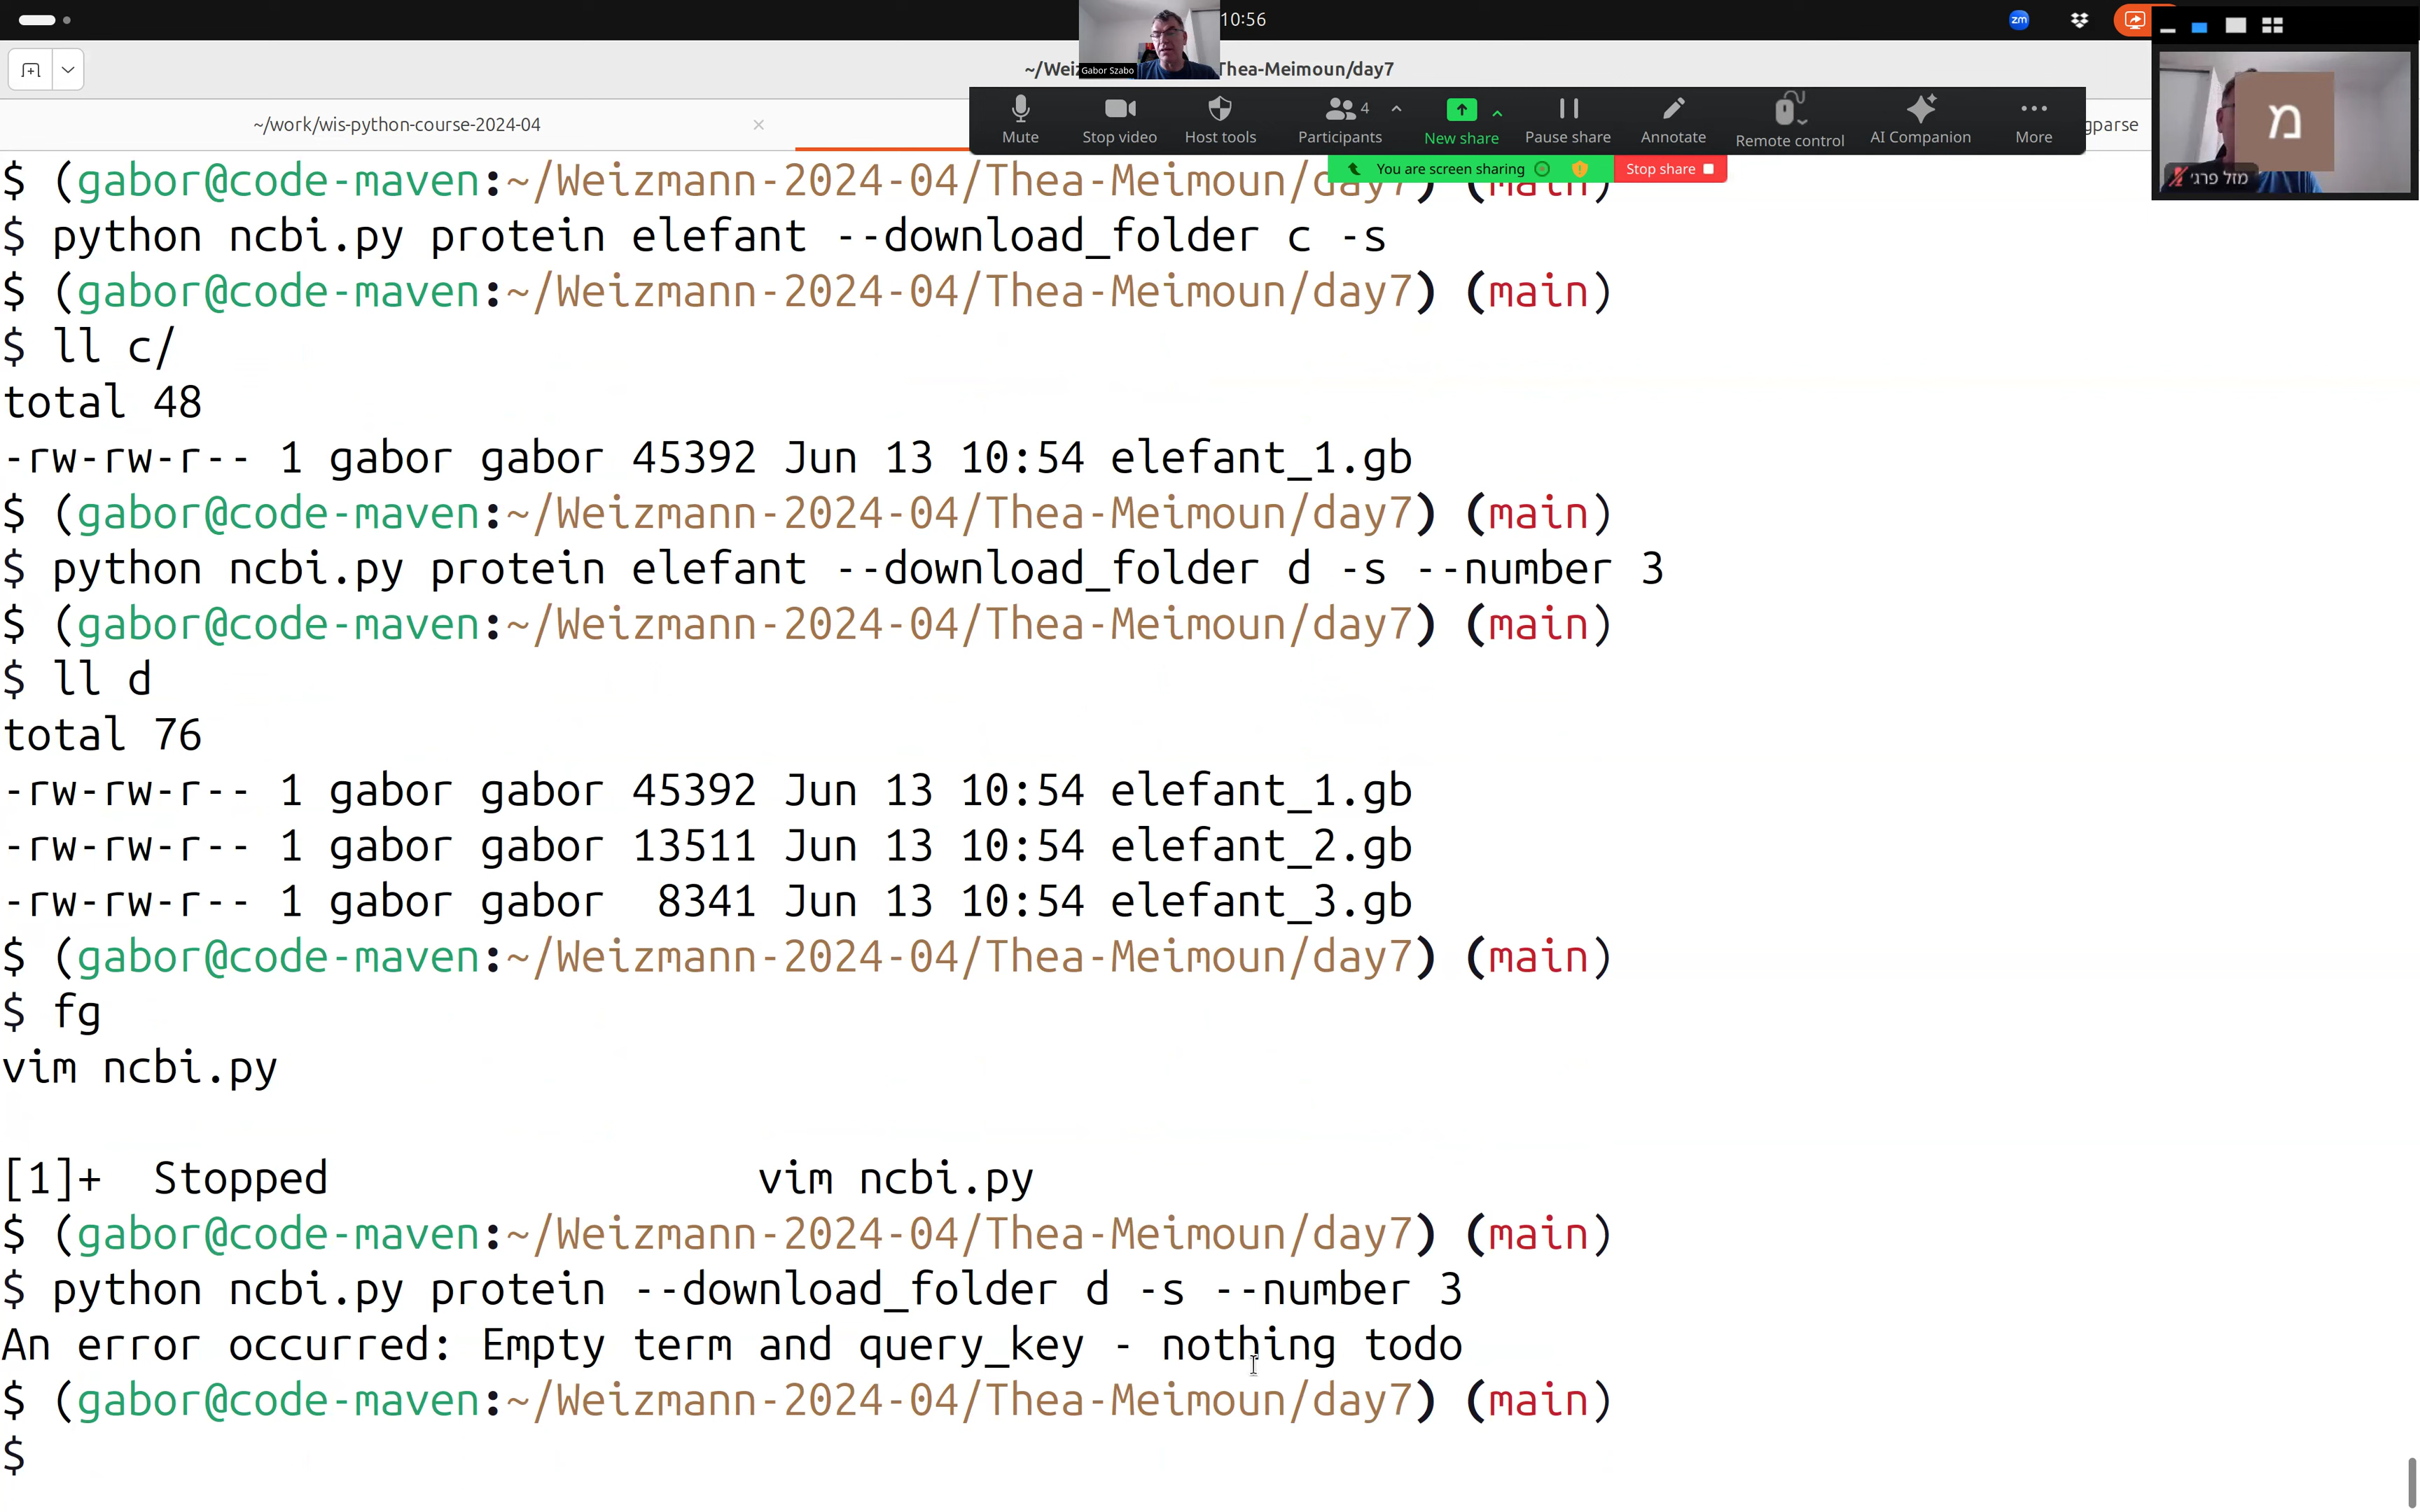 10:56
zm
Gabor Szabo
~/Wei
Thea-Meimoun/day7
~/work/wis-python-course-2024-04
gparse
Mute
Stop video
Host tools
Participants
4
New share
Pause share
Annotate
Remote control
AI Companion
More
You are screen sharing
Stop share
מ
מזל פרגי
$ (gabor@code-maven:~/Weizmann-2024-04/Thea-Meimoun/day7) (main)
$ python ncbi.py protein elefant --download_folder c -s
$ (gabor@code-maven:~/Weizmann-2024-04/Thea-Meimoun/day7) (main)
$ ll c/
total 48
-rw-rw-r-- 1 gabor gabor 45392 Jun 13 10:54 elefant_1.gb
$ (gabor@code-maven:~/Weizmann-2024-04/Thea-Meimoun/day7) (main)
$ python ncbi.py protein elefant --download_folder d -s --number 3
$ (gabor@code-maven:~/Weizmann-2024-04/Thea-Meimoun/day7) (main)
$ ll d
total 76
-rw-rw-r-- 1 gabor gabor 45392 Jun 13 10:54 elefant_1.gb
-rw-rw-r-- 1 gabor gabor 13511 Jun 13 10:54 elefant_2.gb
-rw-rw-r-- 1 gabor gabor  8341 Jun 13 10:54 elefant_3.gb
$ (gabor@code-maven:~/Weizmann-2024-04/Thea-Meimoun/day7) (main)
$ fg
vim ncbi.py
[1]+  Stopped                 vim ncbi.py
$ (gabor@code-maven:~/Weizmann-2024-04/Thea-Meimoun/day7) (main)
$ python ncbi.py protein --download_folder d -s --number 3
An error occurred: Empty term and query_key - nothing todo
$ (gabor@code-maven:~/Weizmann-2024-04/Thea-Meimoun/day7) (main)
$